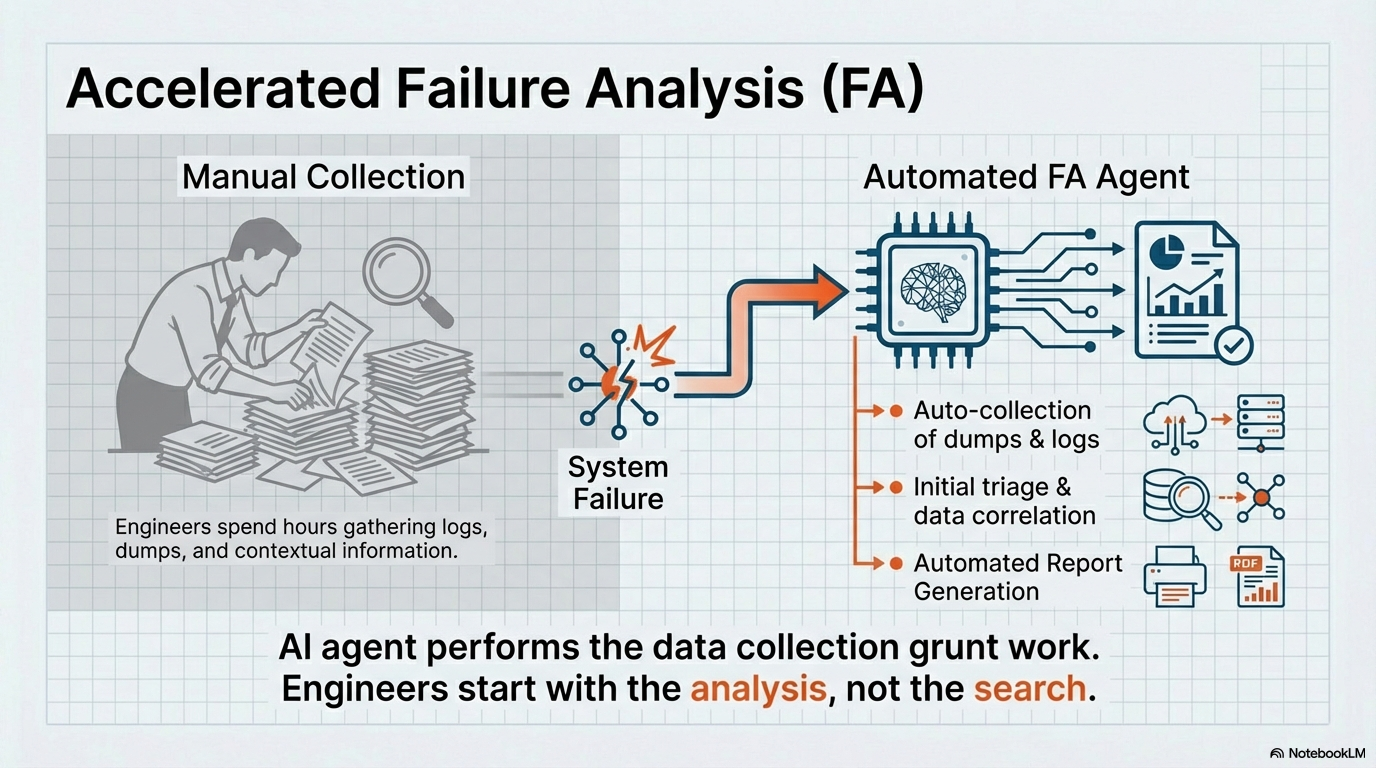 Accelerated Failure Analysis (FA)
Manual Collection
Engineers spend hours gathering logs,
dumps, and contextual information.
System
Failure
Automated FA Agent
Auto-collection
of dumps & logs
Initial triage &
data correlation
Automated Report
Generation
RDF
AI agent performs the data collection grunt work.
Engineers start with the analysis, not the search.
NotebookLM